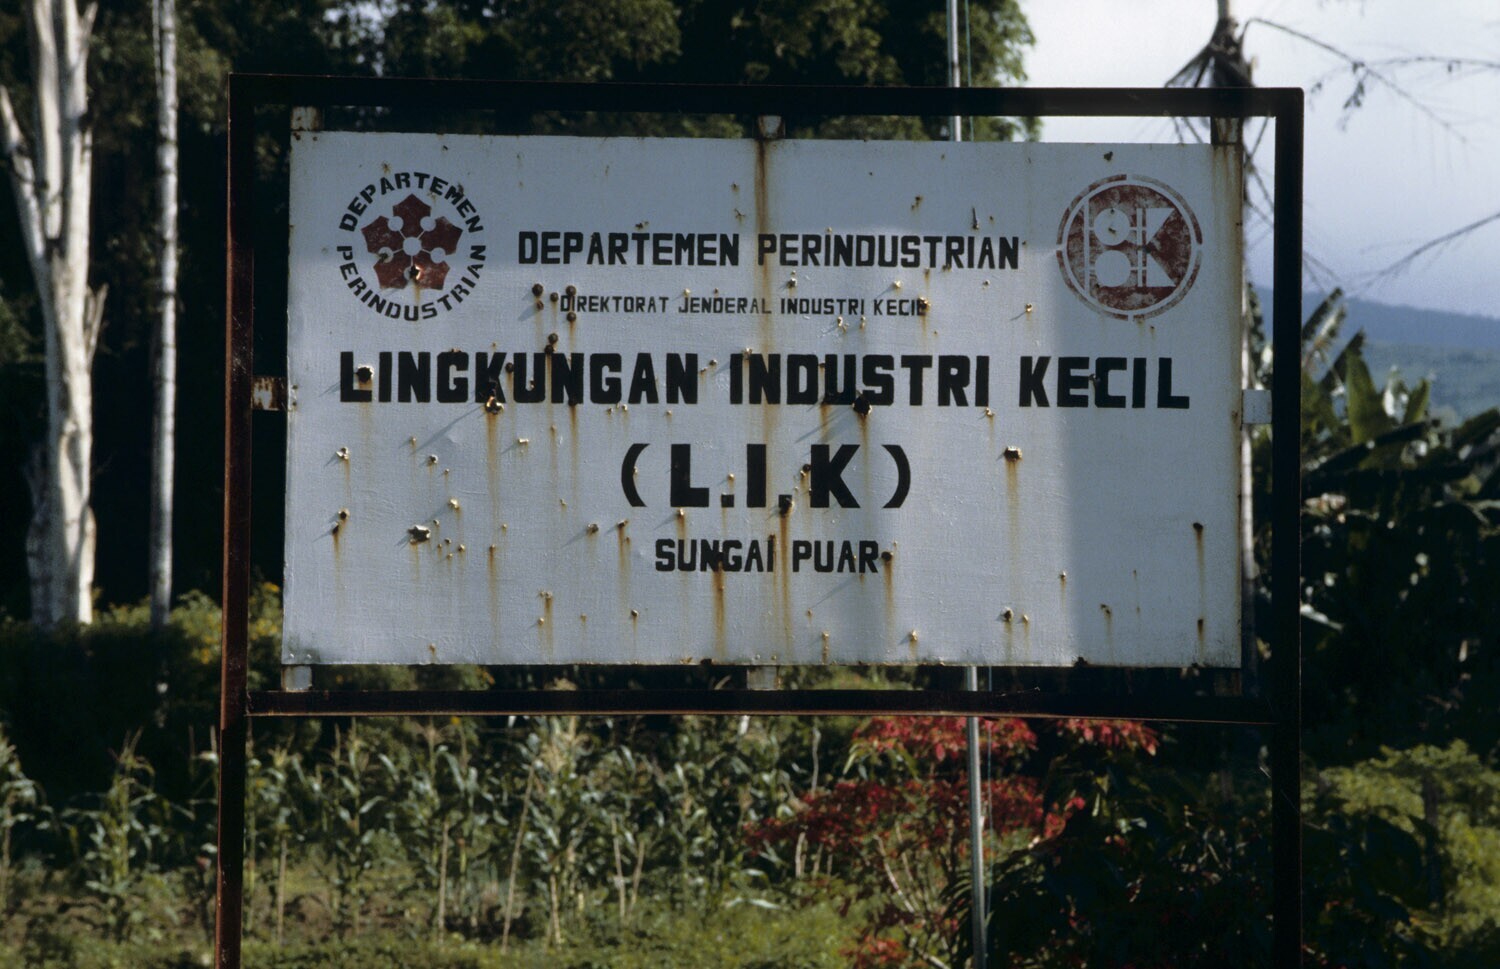 DEPARTEMEN PERINDUSTRIAN
DEPARTEMEN PERINDUSTRIAN
DIREKTORAT JENDERAL INDUSTRI KECIL
LINGKUNGAN INDUSTRI KECIL
(L.I.K)
SUNGAI PUAR